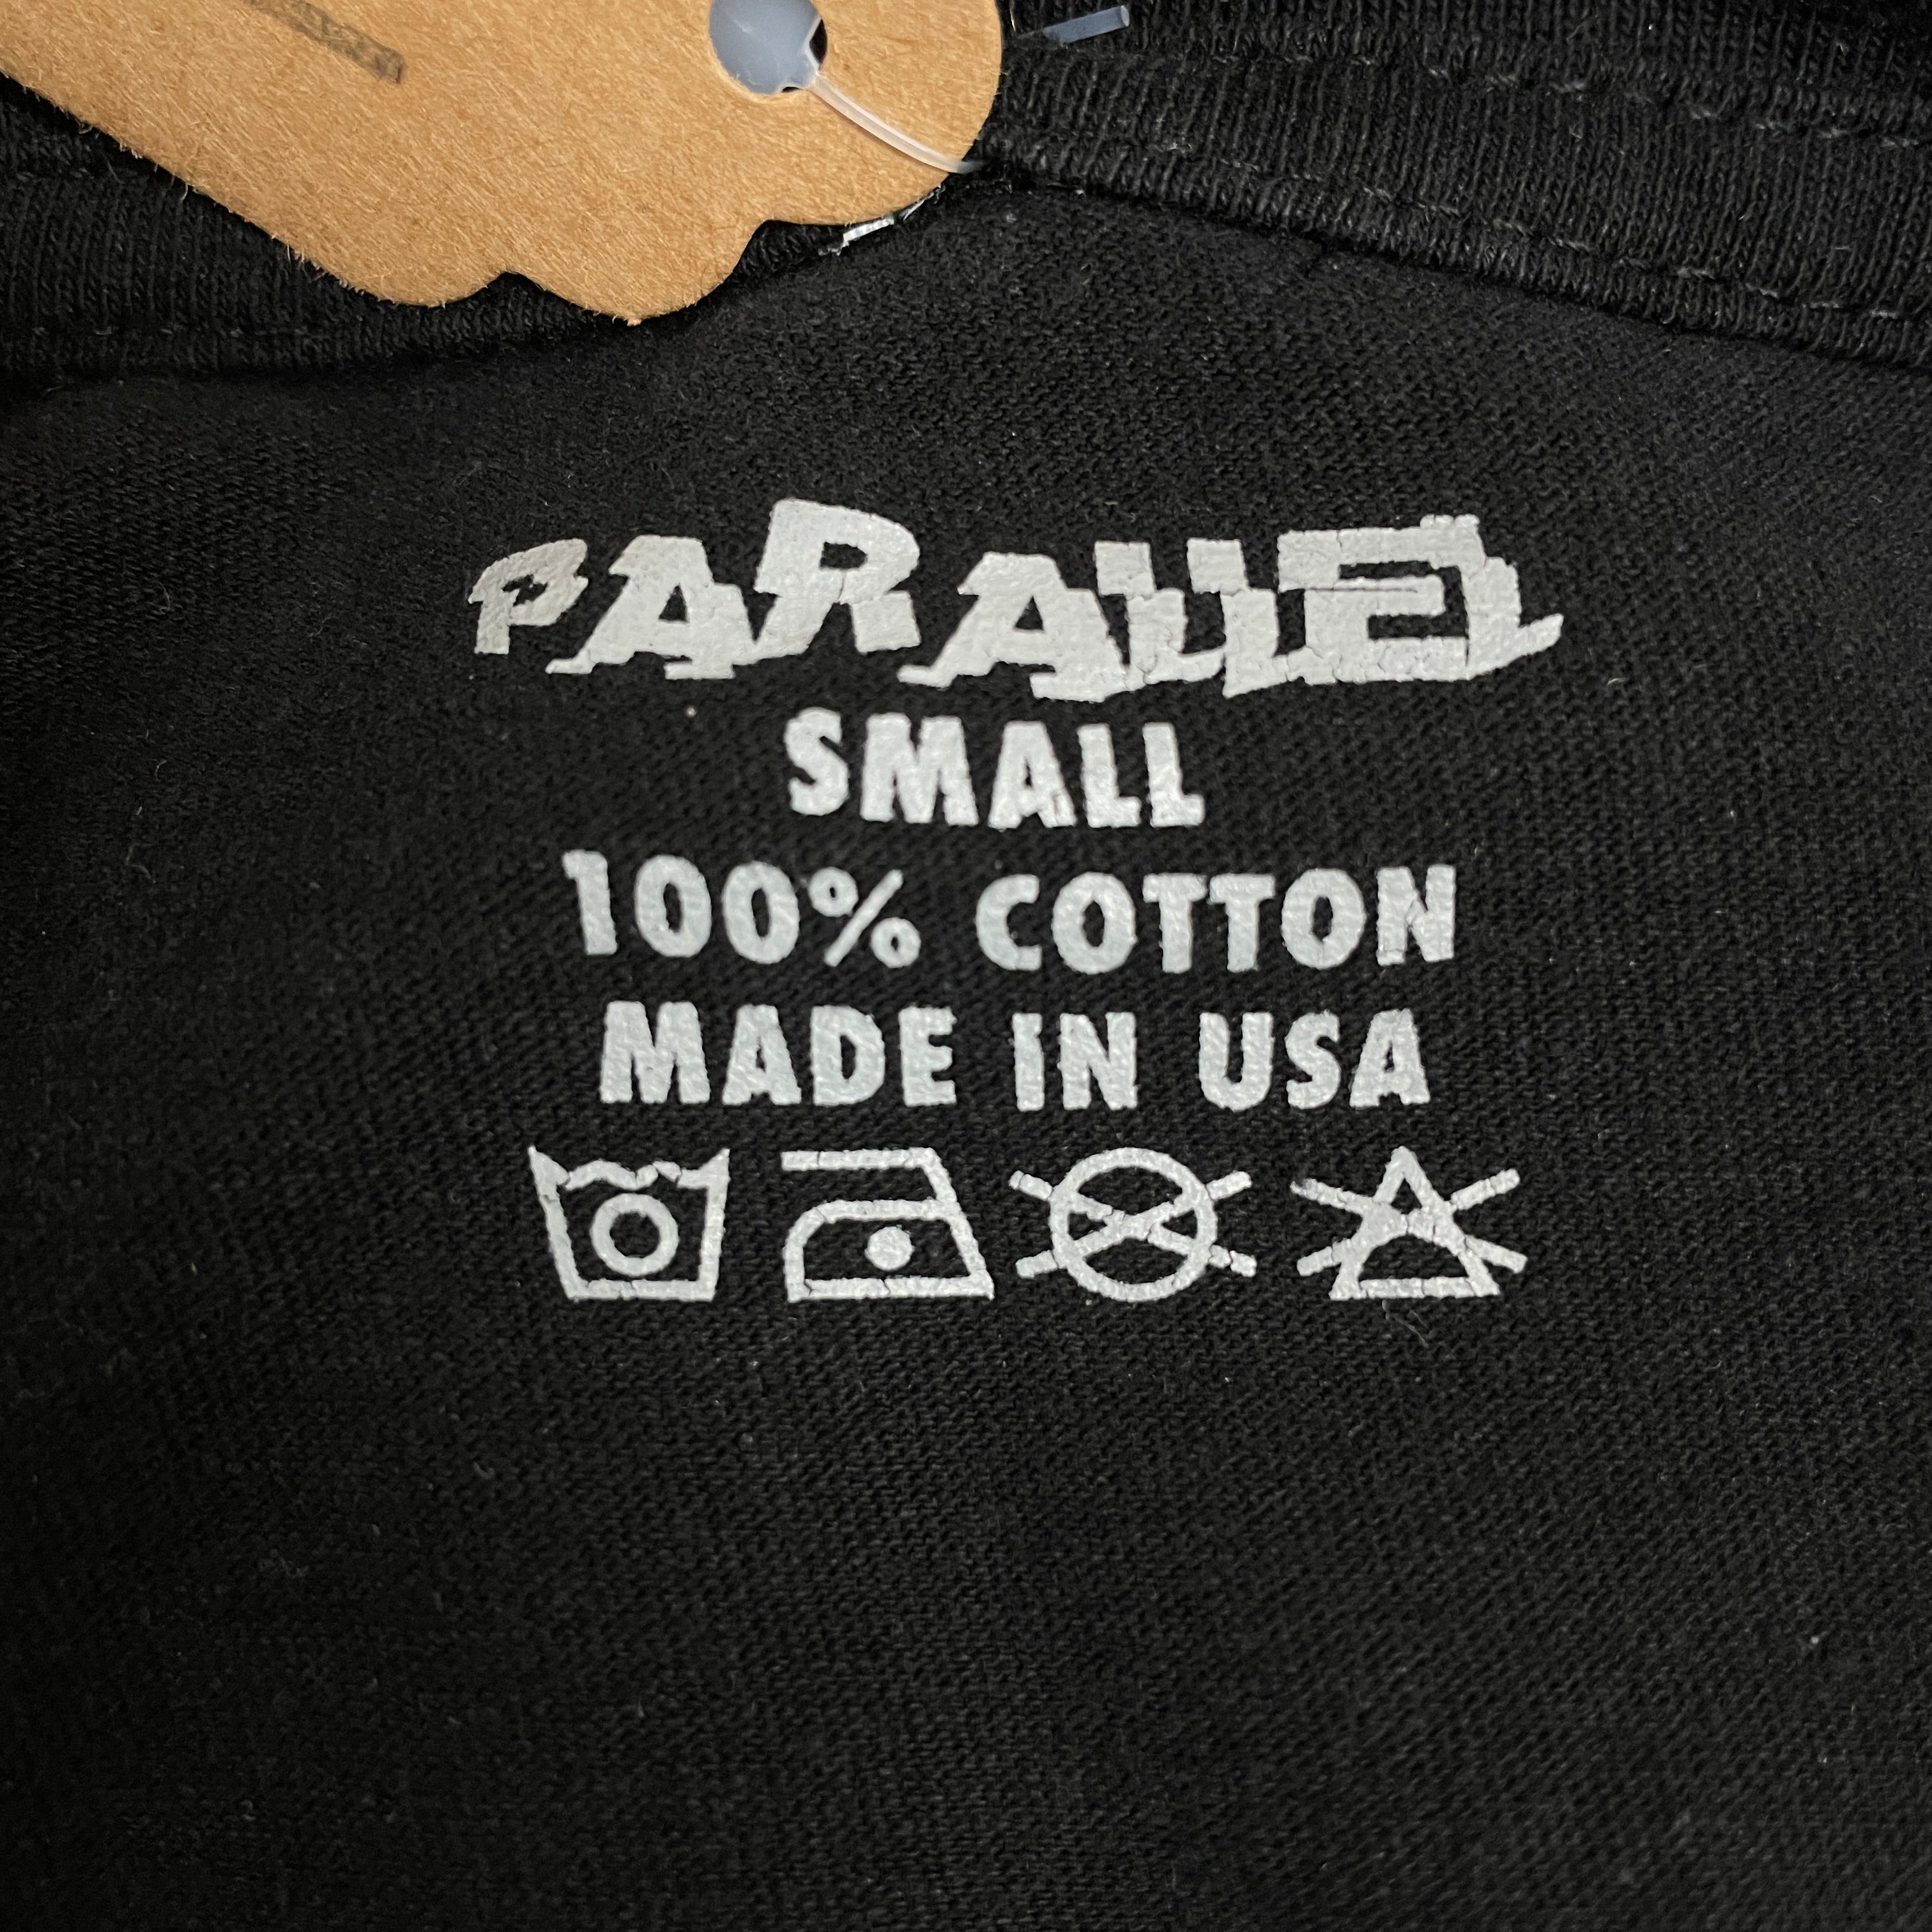 PARALLEL
SMALL
100% COTTON
MADE IN USA